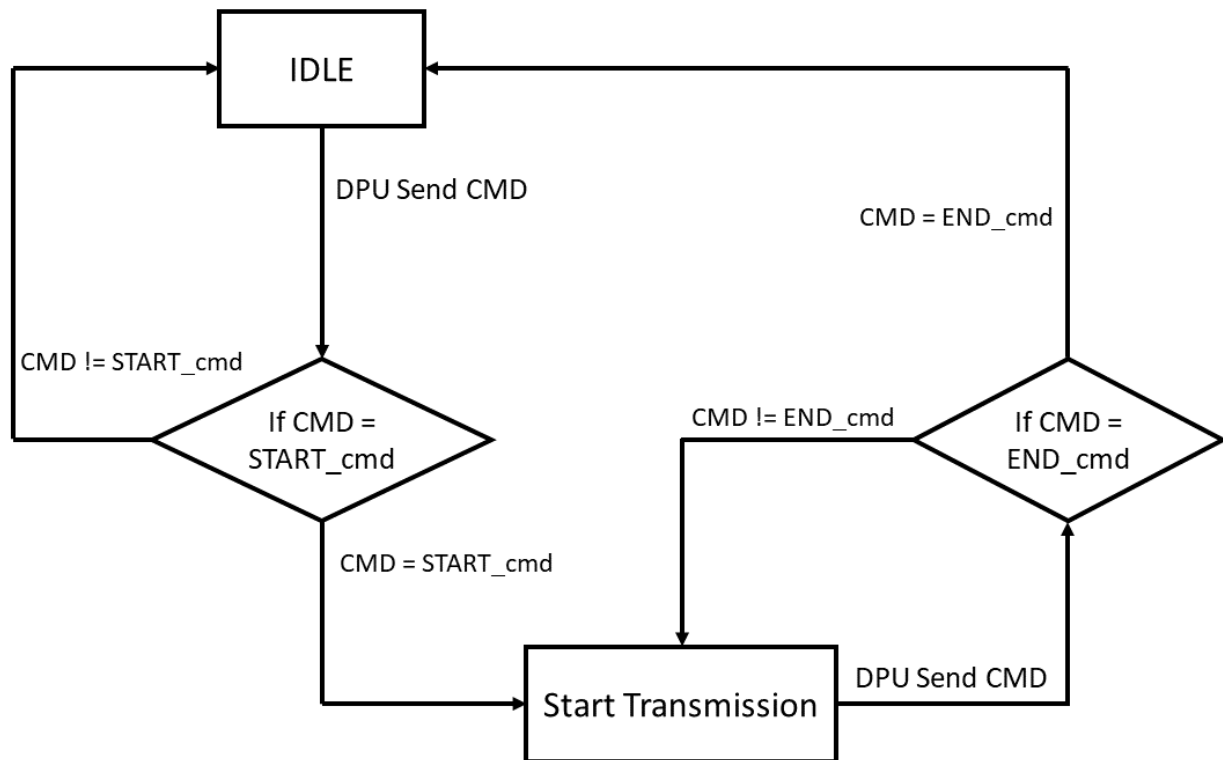 IDLE
DPU Send CMD
CMD = END_cmd
CMD != START_cmd
If CMD =
START_cmd
CMD != END_cmd
If CMD =
END_cmd
CMD = START_cmd
Start Transmission
DPU Send CMD